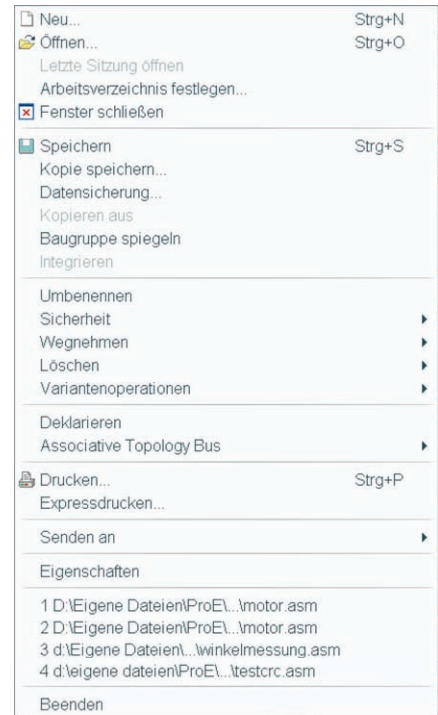 Neu... Strg+N
Öffnen... Strg+O
Letzte Sitzung öffnen
Arbeitsverzeichnis festlegen...
Fenster schließen
Speichern Strg+S
Kopie speichern...
Datensicherung...
Kopieren aus
Baugruppe spiegeln
Integrieren
Umbenennen
Sicherheit
Wegnehmen
Löschen
Variantenoperationen
Deklarieren
Associative Topology Bus
Drucken... Strg+P
Expressdrucken...
Senden an
Eigenschaften
1 D:\Eigene Dateien\ProE\...\motor.asm
2 D:\Eigene Dateien\ProE\...\motor.asm
3 d:\Eigene Daten\...\winkelmessung.asm
4 d:\eigene dateien\ProE\...\testcrc.asm
Beenden